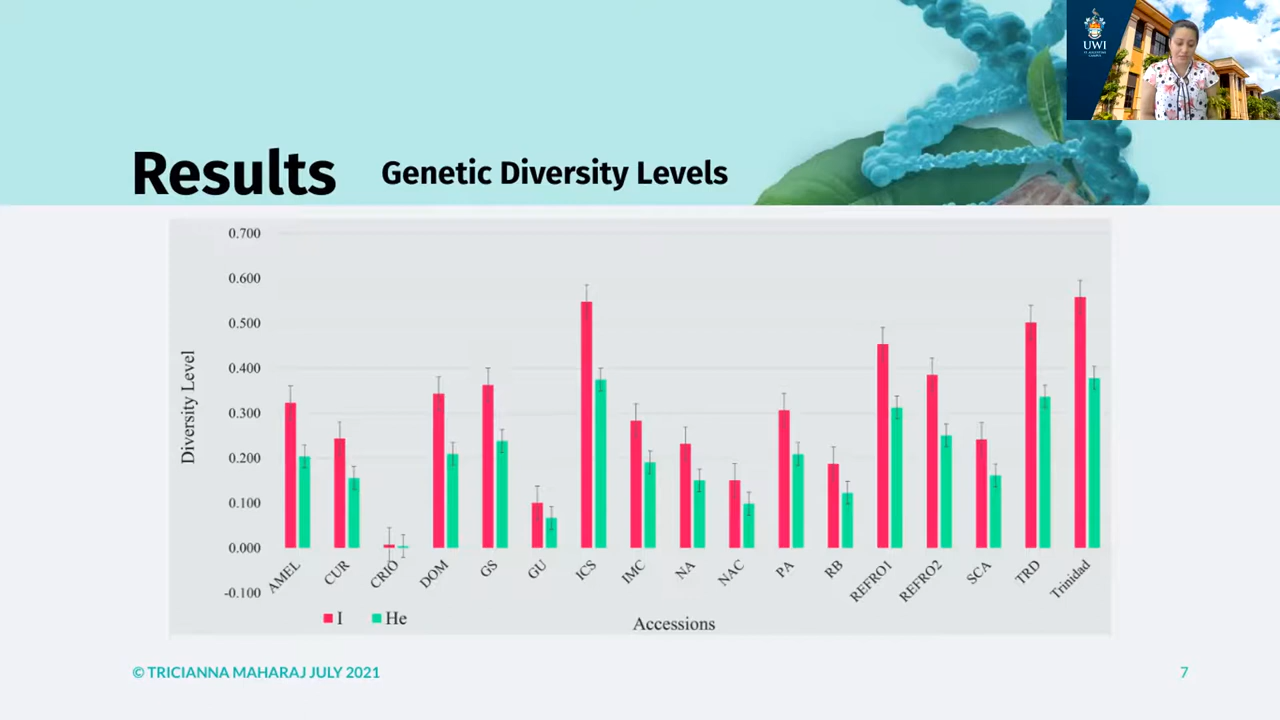 UWI
Results
Genetic Diversity Levels
0.700
0.600
0.500
0.400
0.300
0.200
0.100
0.000
-0.100
Diversity Level
AMEL
CUR
CRIO
DOM
GS
GU
ICS
IMC
NA
NAC
PA
RB
REFRO1
REFRO2
SCA
TRD
Trinidad
I
He
Accessions
© TRICIANNA MAHARAJ JULY 2021
7